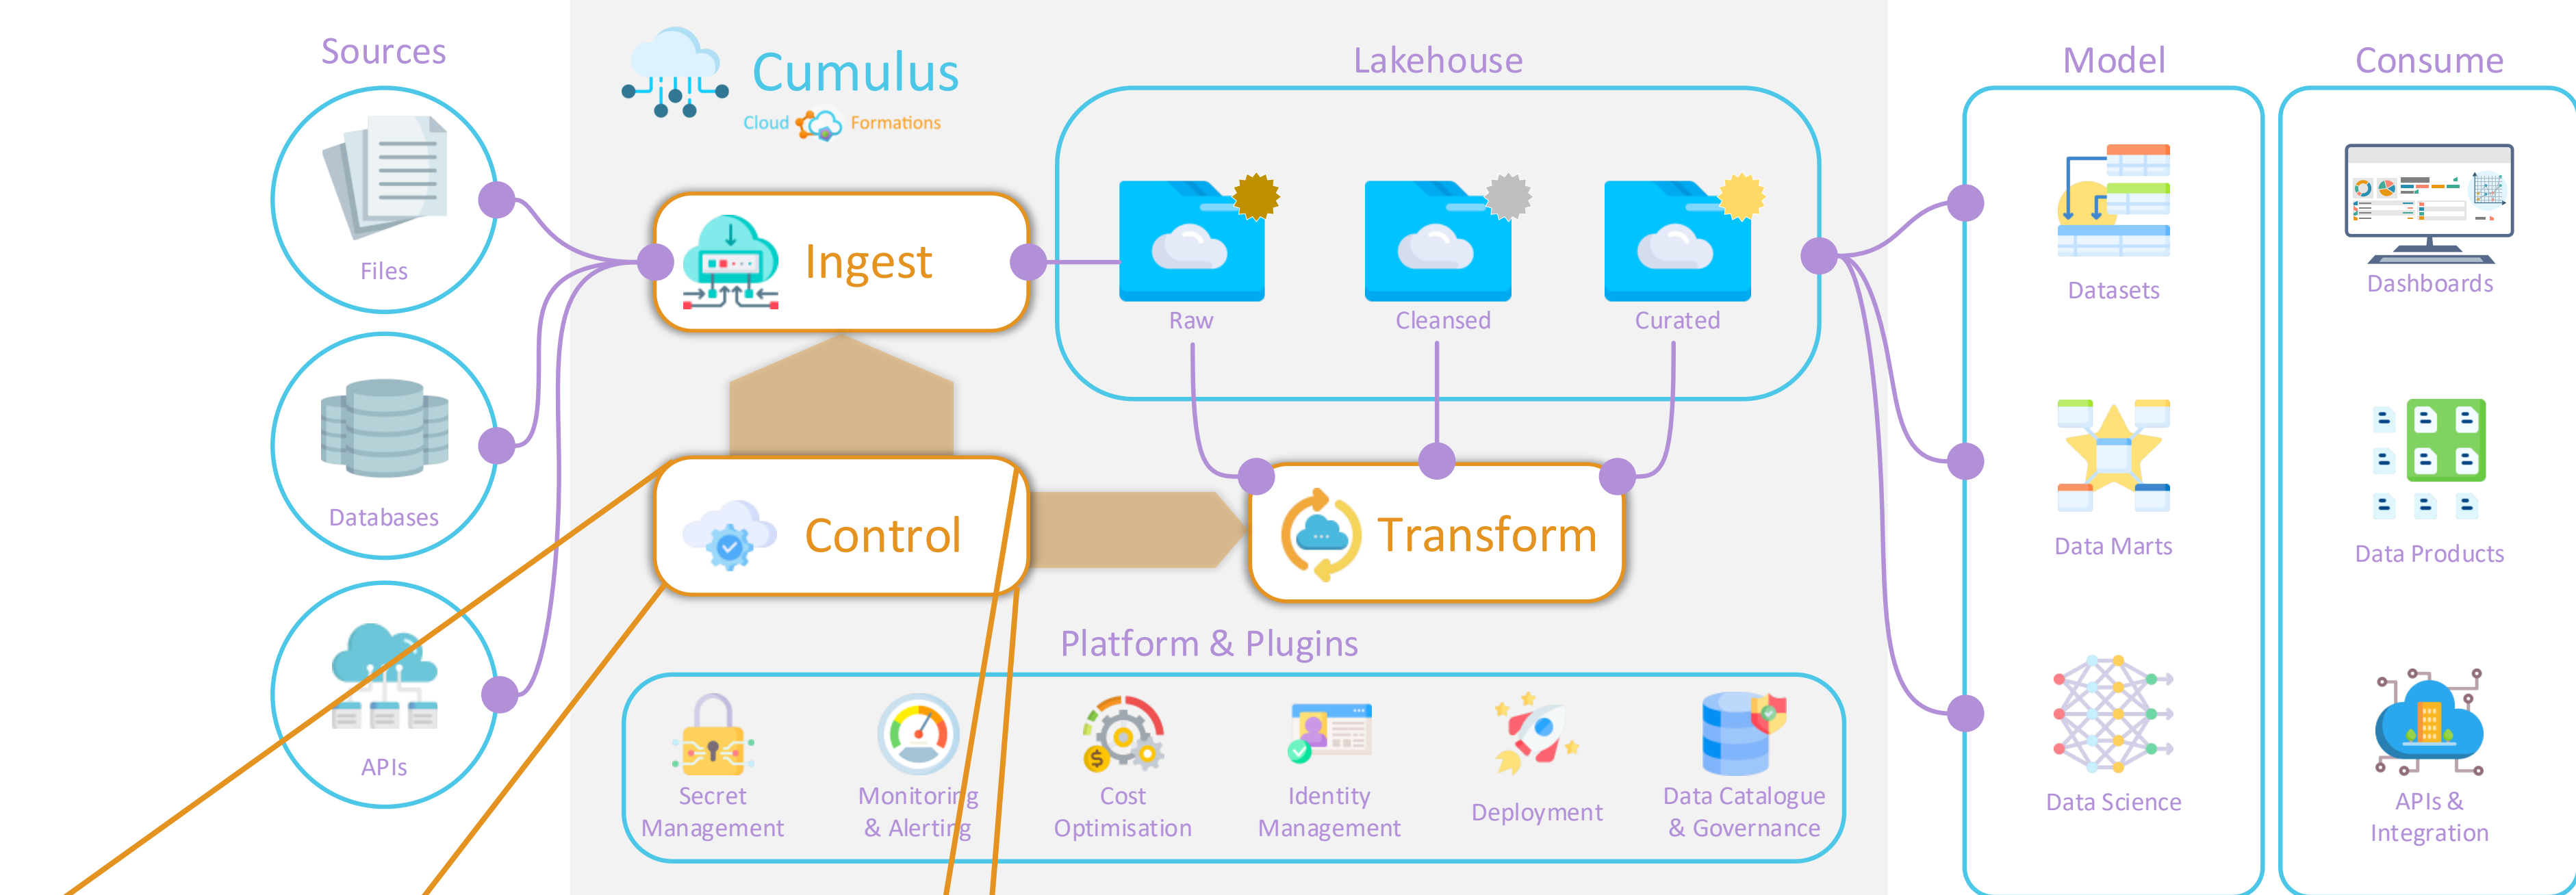 Sources
Files
Databases
APIs
Cumulus
Cloud Formations
Ingest
Control
Transform
Lakehouse
Raw
Cleansed
Curated
Platform & Plugins
Secret
Management
Monitoring
& Alerting
Cost
Optimisation
Identity
Management
Deployment
Data Catalogue
& Governance
Model
Datasets
Data Marts
Data Science
Consume
Dashboards
Data Products
APIs &
Integration